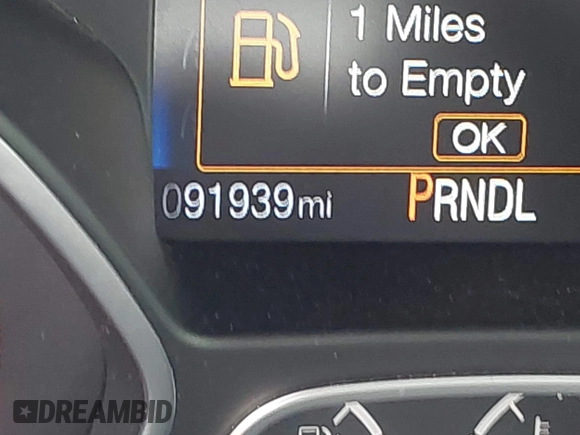 1 Miles
to Empty
OK
091939mi PRNDL
DREAMBID